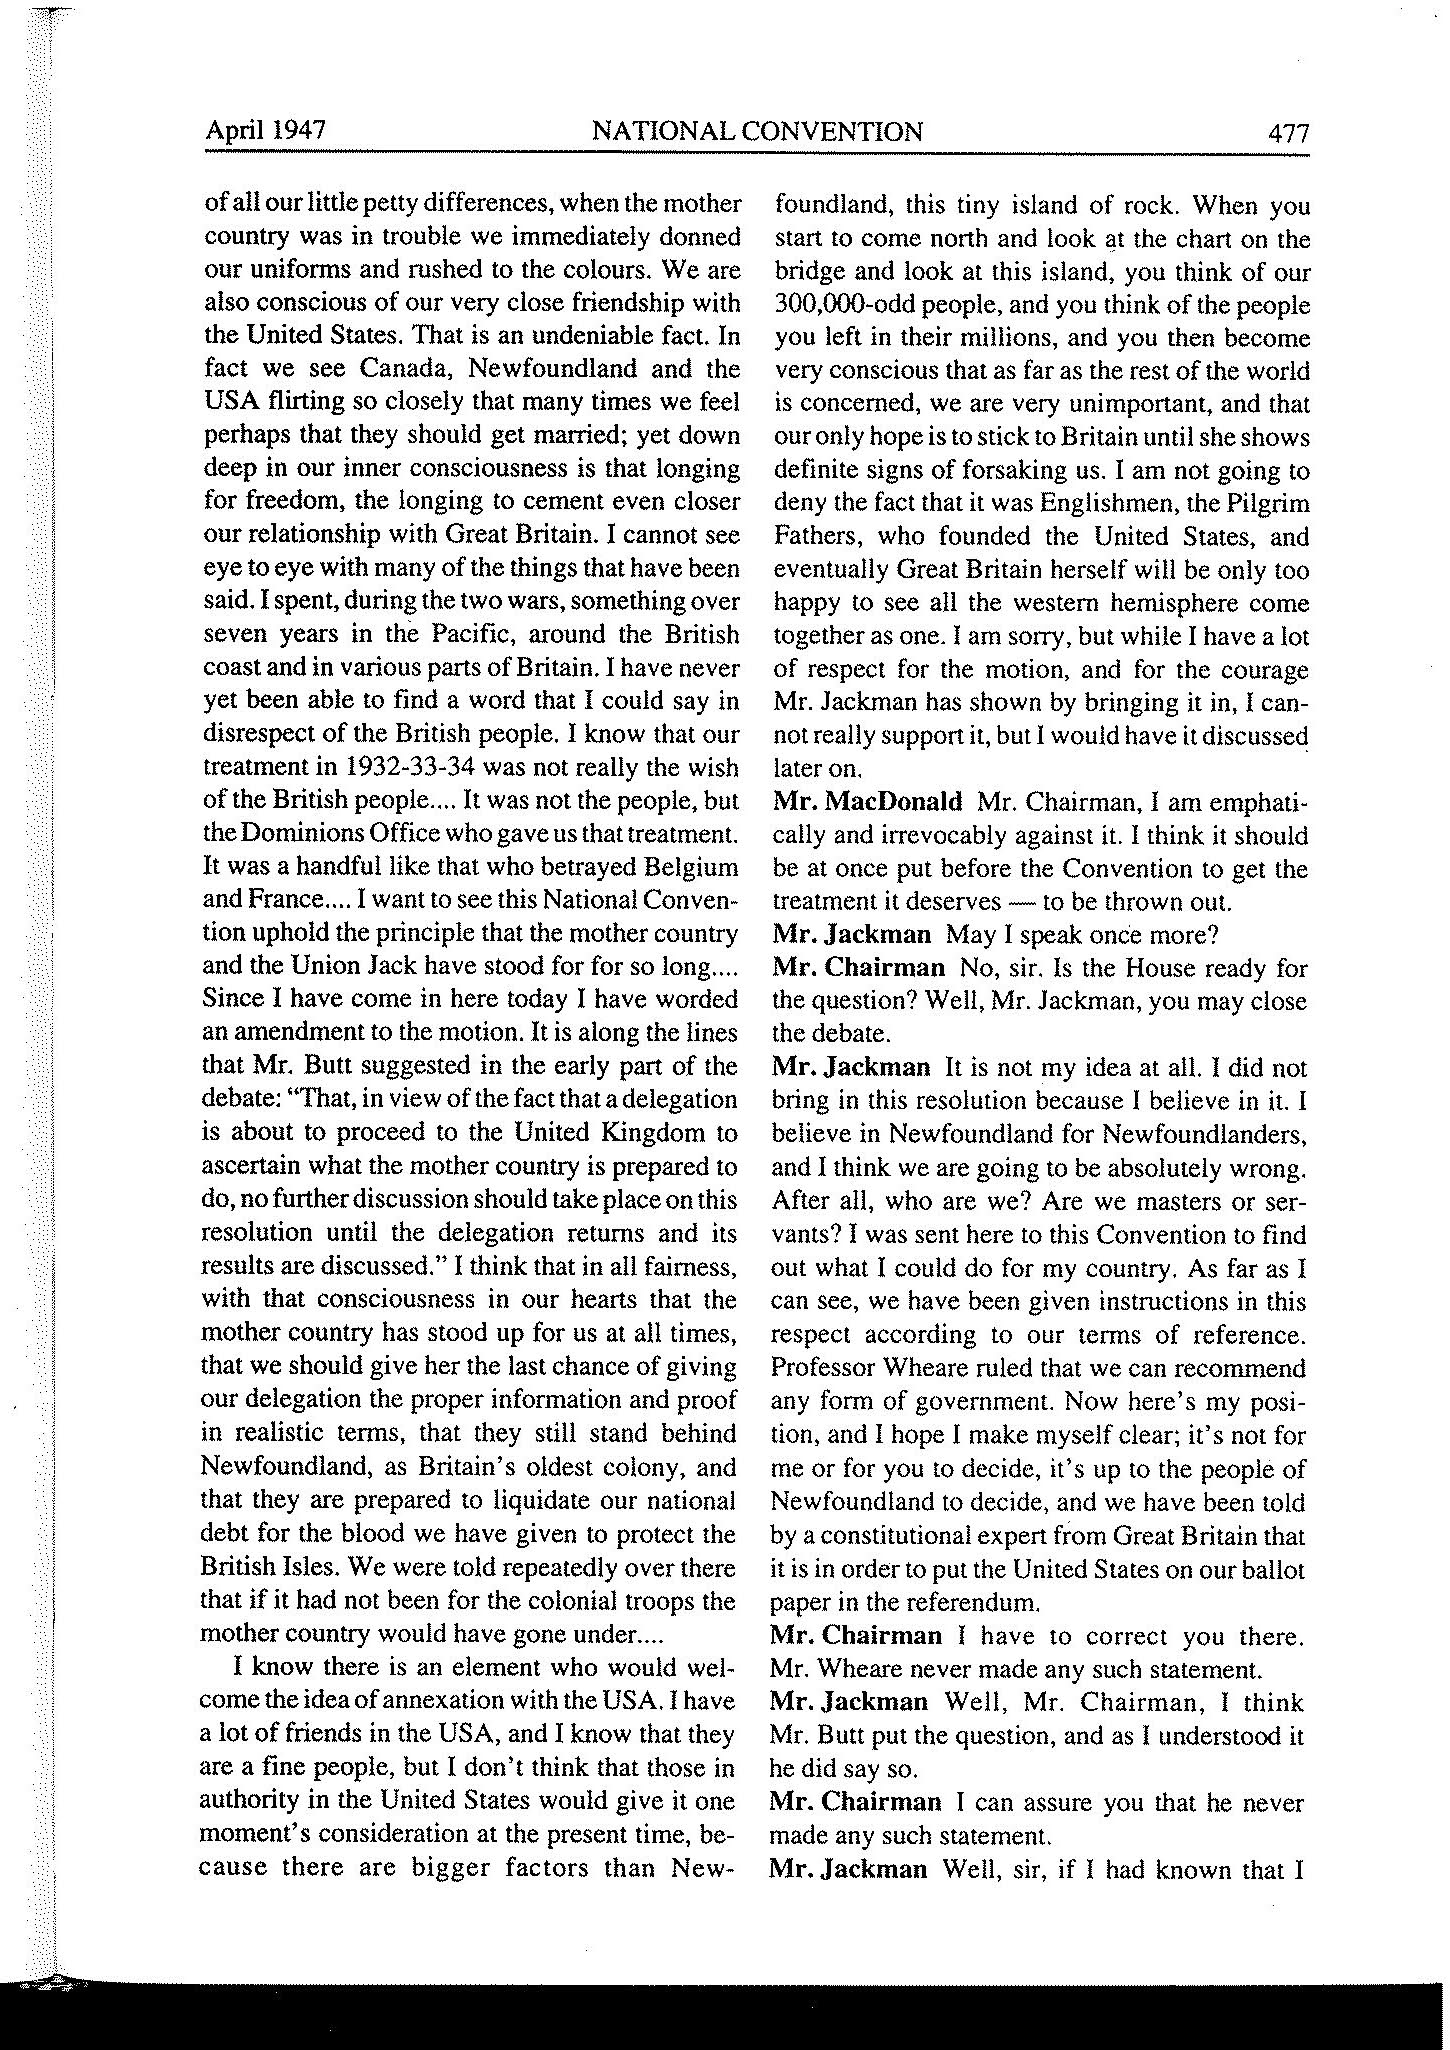 April 1947
NATIONAL CONVENTION
477
of all our little petty differences, when the mother
country was in trouble we immediately donned
our uniforms and rushed to the colours. We are
also conscious of our very close friendship with
the United States. That is an undeniable fact. In
fact we see Canada, Newfoundland and the
USA flirting so closely that many times we feel
perhaps that they should get married; yet down
deep in our inner consciousness is that longing
for freedom, the longing to cement even closer
our relationship with Great Britain. I cannot see
eye to eye with many of the things that have been
said. I spent, during the two wars, something over
seven years in the Pacific, around the British
coast and in various parts of Britain. I have never
yet been able to find a word that I could say in
disrespect of the British people. I know that our
treatment in 1932-33-34 was not really the wish
of the British people.... It was not the people, but
the Dominions Office who gave us that treatment.
It was a handful like that who betrayed Belgium
and France.... I want to see this National Conven-
tion uphold the principle that the mother country
and the Union Jack have stood for for so long....
Since I have come in here today I have worded
an amendment to the motion. It is along the lines
that Mr. Butt suggested in the early part of the
debate: “That, in view of the fact that a delegation
is about to proceed to the United Kingdom to
ascertain what the mother country is prepared to
do, no further discussion should take place on this
resolution until the delegation returns and its
results are discussed.” I think that in all fairness,
with that consciousness in our hearts that the
mother country has stood up for us at all times,
that we should give her the last chance of giving
our delegation the proper information and proof
in realistic terms, that they still stand behind
Newfoundland, as Britain's oldest colony, and
that they are prepared to liquidate our national
debt for the blood we have given to protect the
British Isles. We were told repeatedly over there
that if it had not been for the colonial troops the
mother country would have gone under....
I know there is an element who would wel-
come the idea of annexation with the USA. I have
a lot of friends in the USA, and I know that they
are a fine people, but I don't think that those in
authority in the United States would give it one
moment's consideration at the present time, be-
cause there are bigger factors than New-
foundland, this tiny island of rock. When you
start to come north and look at the chart on the
bridge and look at this island, you think of our
300,000-odd people, and you think of the people
you left in their millions, and you then become
very conscious that as far as the rest of the world
is concerned, we are very unimportant, and that
our only hope is to stick to Britain until she shows
definite signs of forsaking us. I am not going to
deny the fact that it was Englishmen, the Pilgrim
Fathers, who founded the United States, and
eventually Great Britain herself will be only too
happy to see all the western hemisphere come
together as one. I am sorry, but while I have a lot
of respect for the motion, and for the courage
Mr. Jackman has shown by bringing it in, I can-
not really support it, but I would have it discussed
later on.
Mr. MacDonald Mr. Chairman, I am emphati-
cally and irrevocably against it. I think it should
be at once put before the Convention to get the
treatment it deserves — to be thrown out.
Mr. Jackman May I speak once more?
Mr. Chairman No, sir. Is the House ready for
the question? Well, Mr. Jackman, you may close
the debate.
Mr. Jackman It is not my idea at all. I did not
bring in this resolution because I believe in it. I
believe in Newfoundland for Newfoundlanders,
and I think we are going to be absolutely wrong.
After all, who are we? Are we masters or ser-
vants? I was sent here to this Convention to find
out what I could do for my country. As far as I
can see, we have been given instructions in this
respect according to our terms of reference.
Professor Wheare ruled that we can recommend
any form of government. Now here's my posi-
tion, and I hope I make myself clear; it's not for
me or for you to decide, it's up to the people of
Newfoundland to decide, and we have been told
by a constitutional expert from Great Britain that
it is in order to put the United States on our ballot
paper in the referendum.
Mr. Chairman I have to correct you there.
Mr. Wheare never made any such statement.
Mr. Jackman Well, Mr. Chairman, I think
Mr. Butt put the question, and as I understood it
he did say so.
Mr. Chairman I can assure you that he never
made any such statement.
Mr. Jackman Well, sir, if I had known that I